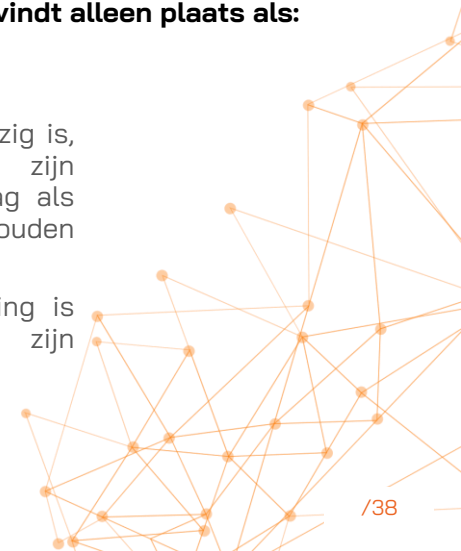 vindt alleen plaats als:
zig is,
zijn
ng als
ouden
ing is
zijn
/38